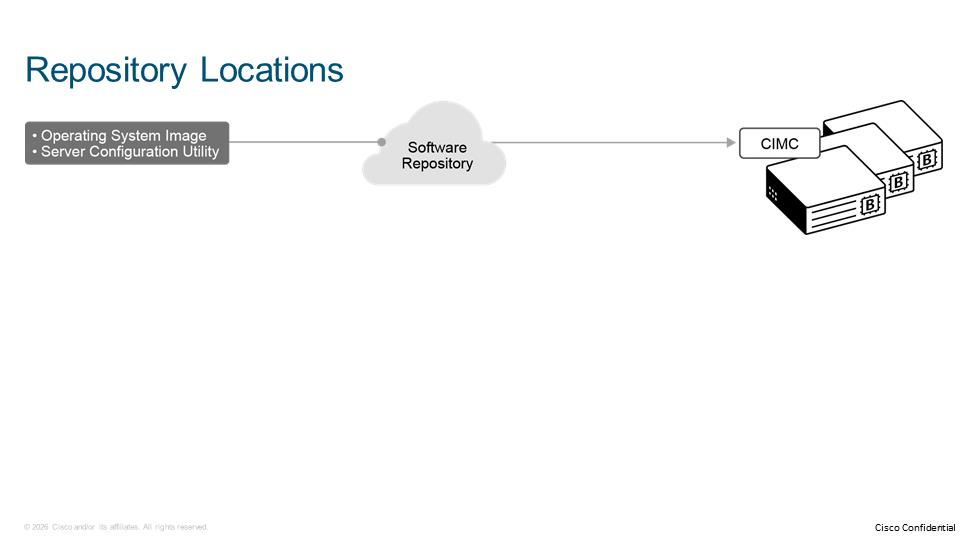 Repository Locations
• Operating System Image
• Server Configuration Utility
Software
Repository
CIMC
B
B
B
© 2026 Cisco and/or its affiliates. All rights reserved.
Cisco Confidential